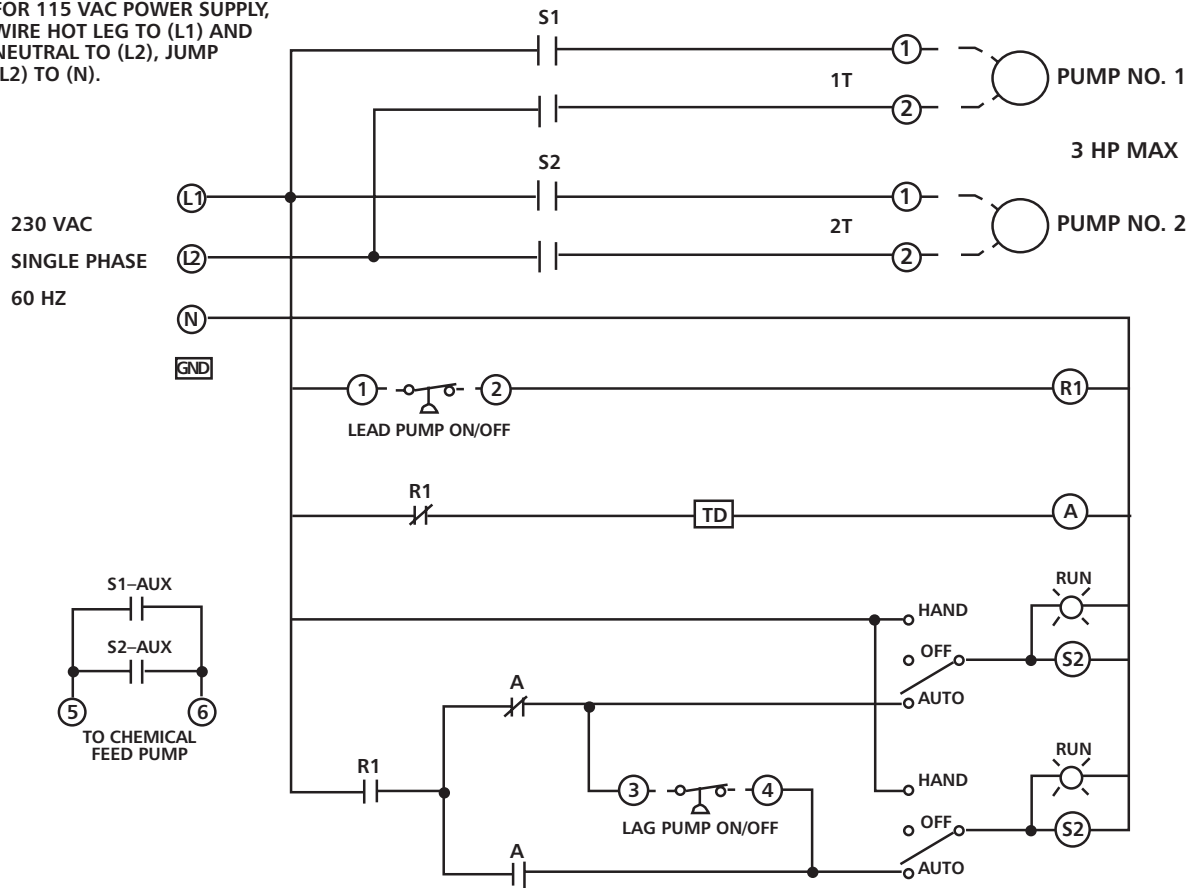 FOR 115 VAC POWER SUPPLY,
WIRE HOT LEG TO (L1) AND
NEUTRAL TO (L2), JUMP
(L2) TO (N).
S1
1
1T
2
PUMP NO. 1
3 HP MAX
S2
L1
1
230 VAC
2T
PUMP NO. 2
SINGLE PHASE
L2
2
60 HZ
N
GND
1
2
R1
LEAD PUMP ON/OFF
R1
TD
A
S1–AUX
RUN
HAND
S2–AUX
OFF
S2
A
AUTO
5
6
TO CHEMICAL
FEED PUMP
R1
RUN
HAND
3
4
LAG PUMP ON/OFF
OFF
S2
A
AUTO